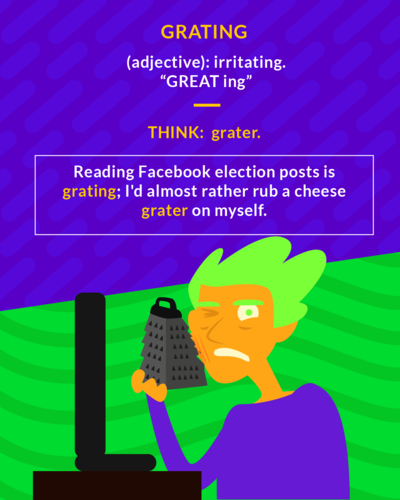 GRATING
(adjective): irritating.
“GREAT ing”
THINK: grater.
Reading Facebook election posts is
grating; I'd almost rather rub a cheese
grater on myself.